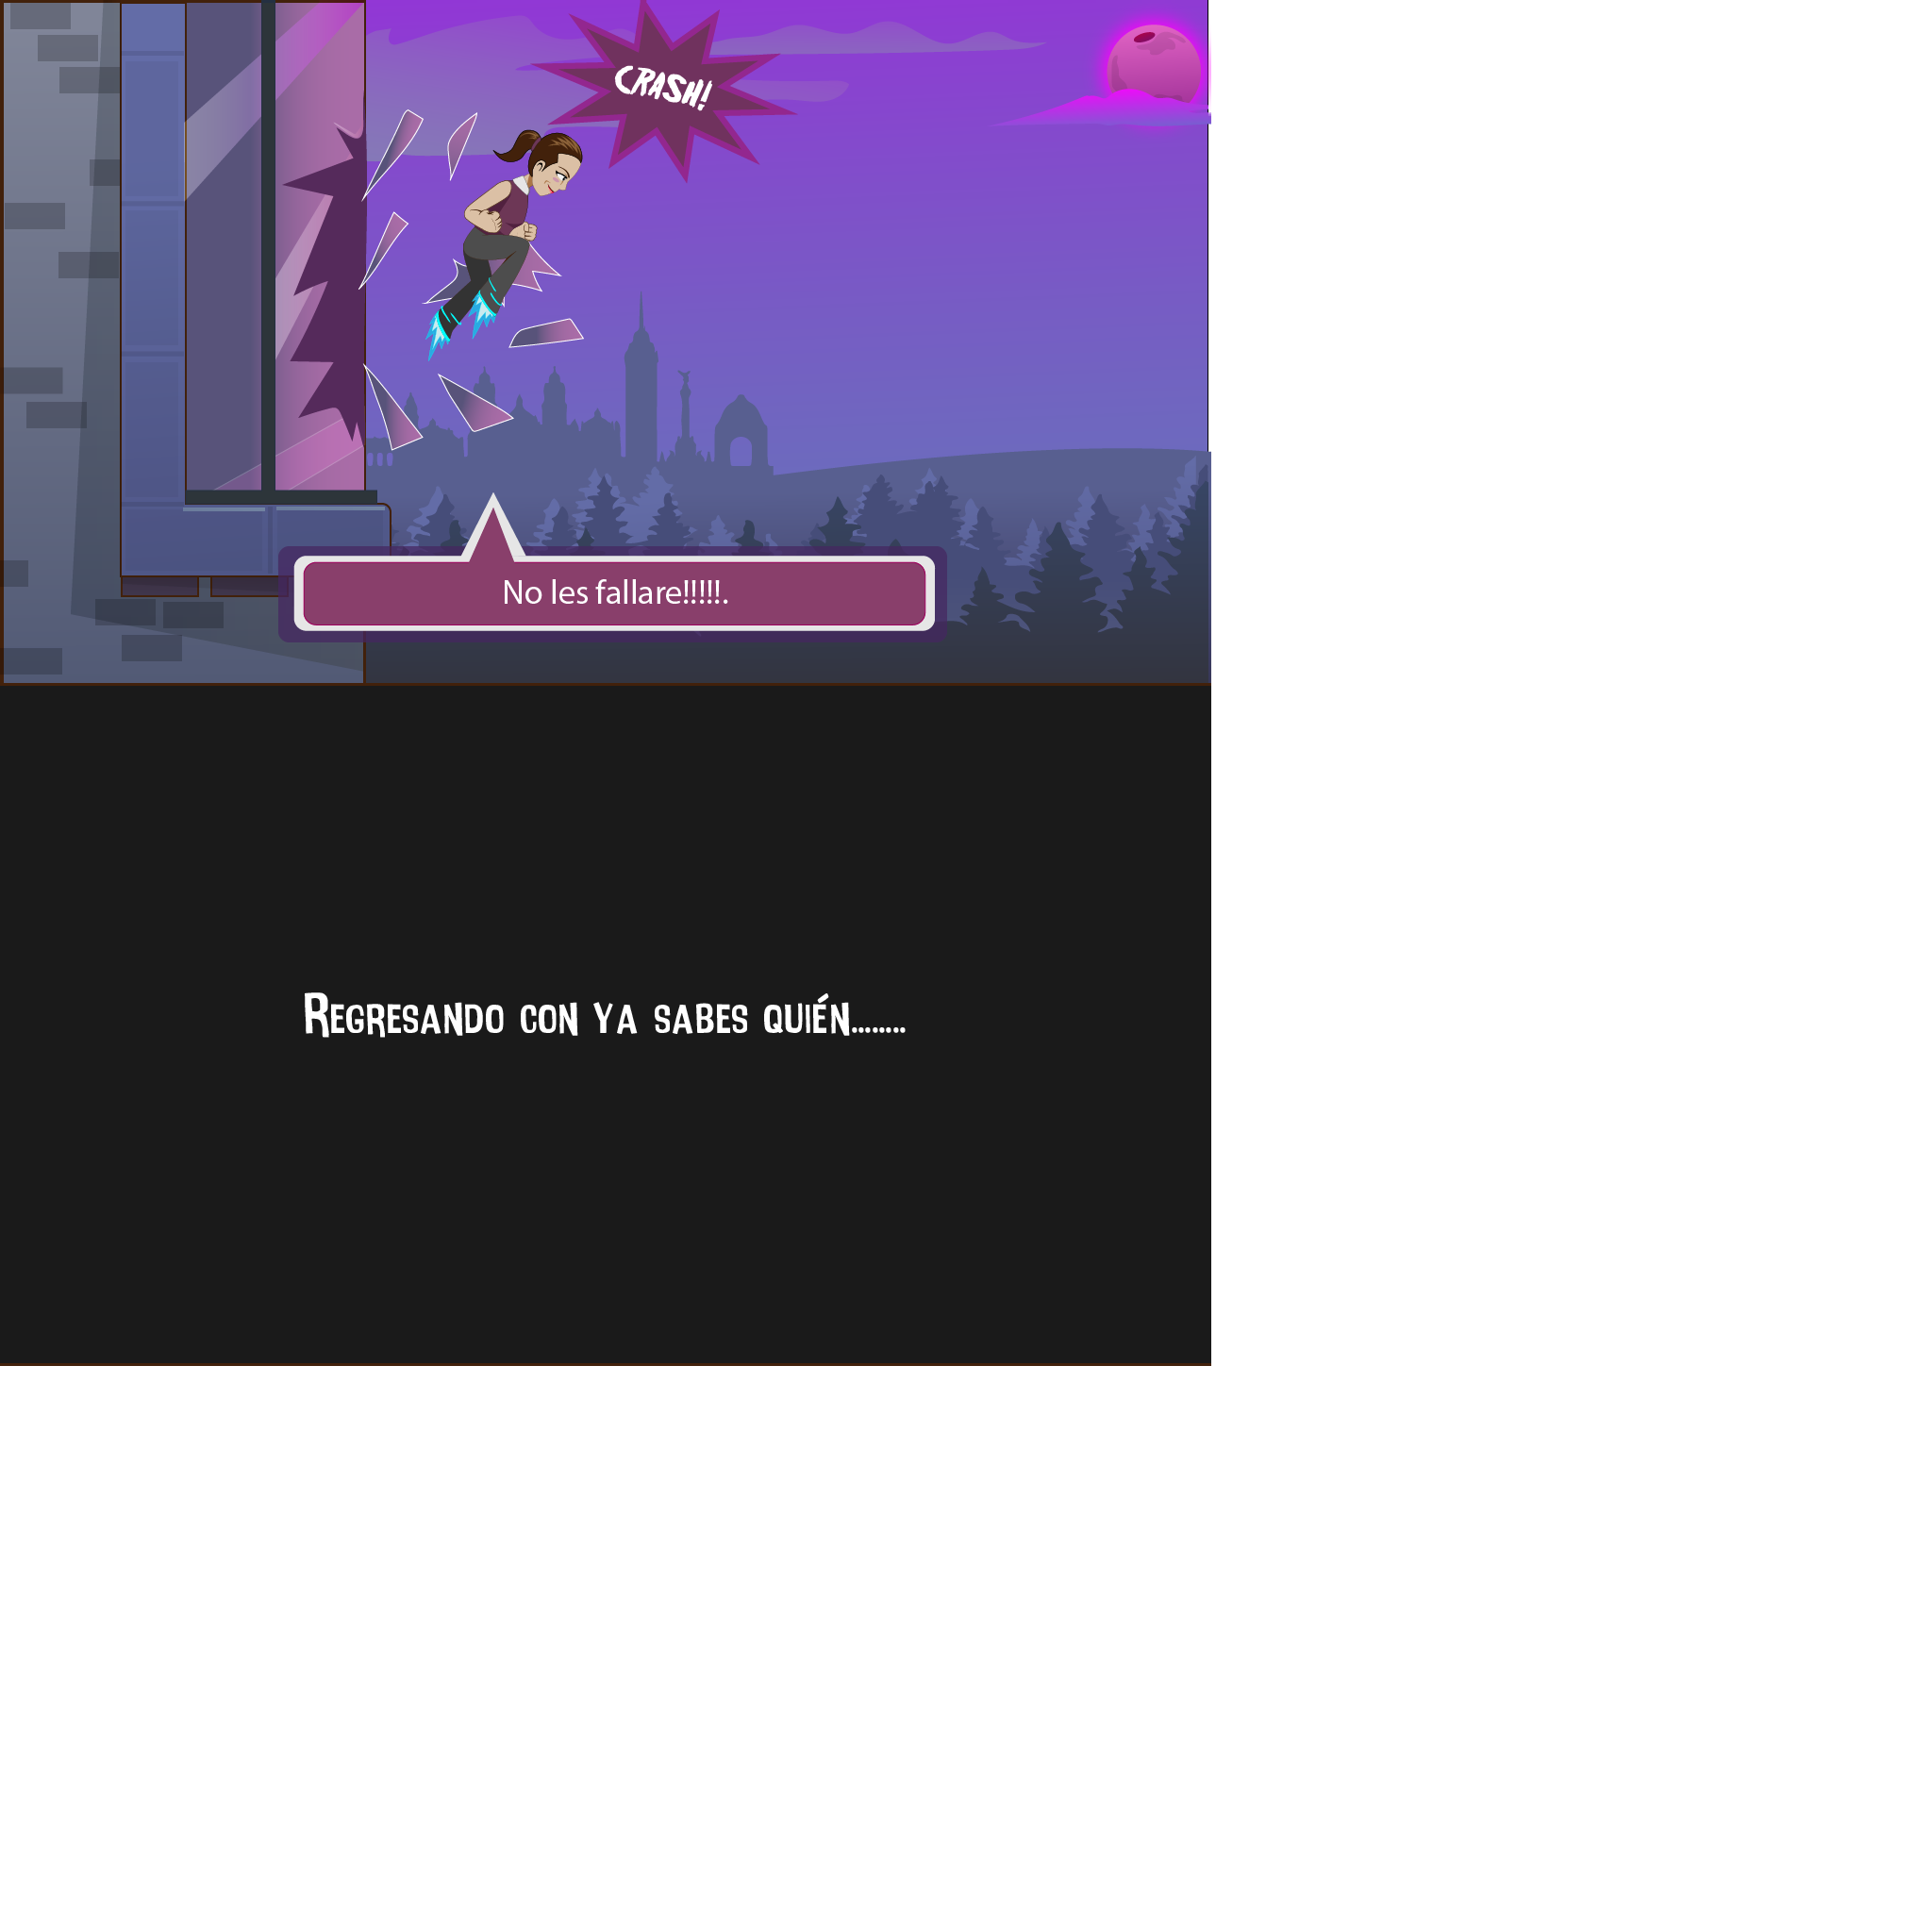 CRASH!
No les fallare!!!!!.
Regresando con ya sabes quién........